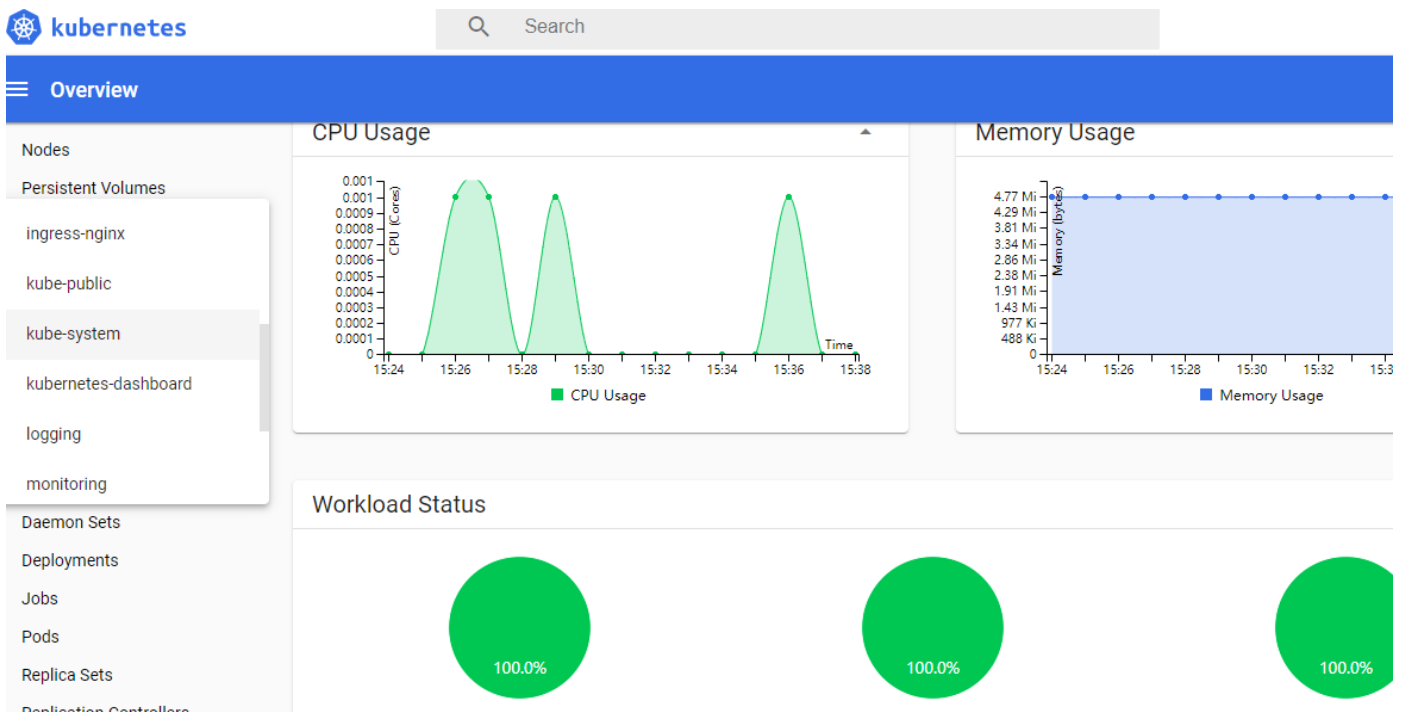 kubernetes
Search
Overview
Nodes
Persistent Volumes
ingress-nginx
kube-public
kube-system
kubernetes-dashboard
logging
monitoring
Daemon Sets
Deployments
Jobs
Pods
Replica Sets
Replication Controllers
CPU Usage
0.001
0.001
0.0009
0.0008
0.0007
0.0006
0.0005
0.0004
0.0003
0.0002
0.0001
0
CPU (Cores)
Time
15:24 15:26 15:28 15:30 15:32 15:34 15:36 15:38
CPU Usage
Memory Usage
4.77 Mi
4.29 Mi
3.81 Mi
3.34 Mi
2.86 Mi
2.38 Mi
1.91 Mi
1.43 Mi
977 Ki
488 Ki
0
Memory (bytes)
15:24 15:26 15:28 15:30 15:32 15:3
Memory Usage
Workload Status
100.0% 100.0% 100.0%